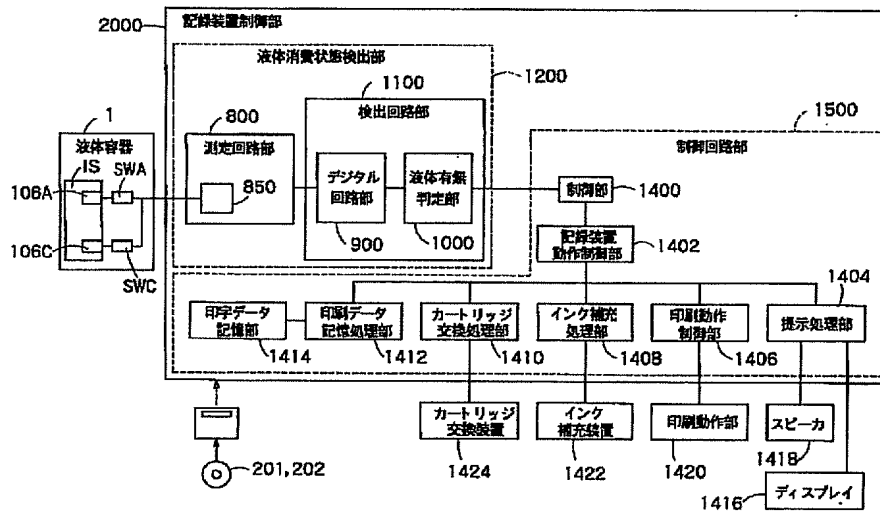 2000
記録装置制御部
液体消費状態検出部
1200
1100
検出回路部
1500
制御回路部
1
液体容器
IS
SWA
106A
106C
SWC
800
測定回路部
850
デジタル
回路部
900
液体有無
判定部
1000
制御部
1400
記録装置
動作制御部
1402
1404
印字データ
記憶部
1414
印刷データ
記憶処理部
1412
カートリッジ
交換処理部
1410
インク補充
処理部
1408
印刷動作
制御部
1406
提示処理部
カートリッジ
交換装置
1424
インク
補充装置
1422
印刷動作部
1420
スピーカ
1418
1416
ディスプレイ
201,202